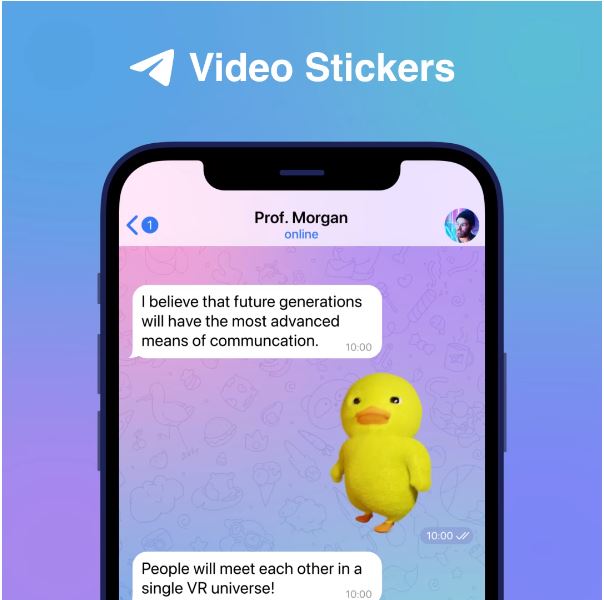 Video Stickers
1
Prof. Morgan
online
I believe that future generations
will have the most advanced
means of communcation.
10:00
10:00
People will meet each other in a
single VR universe!
10:00